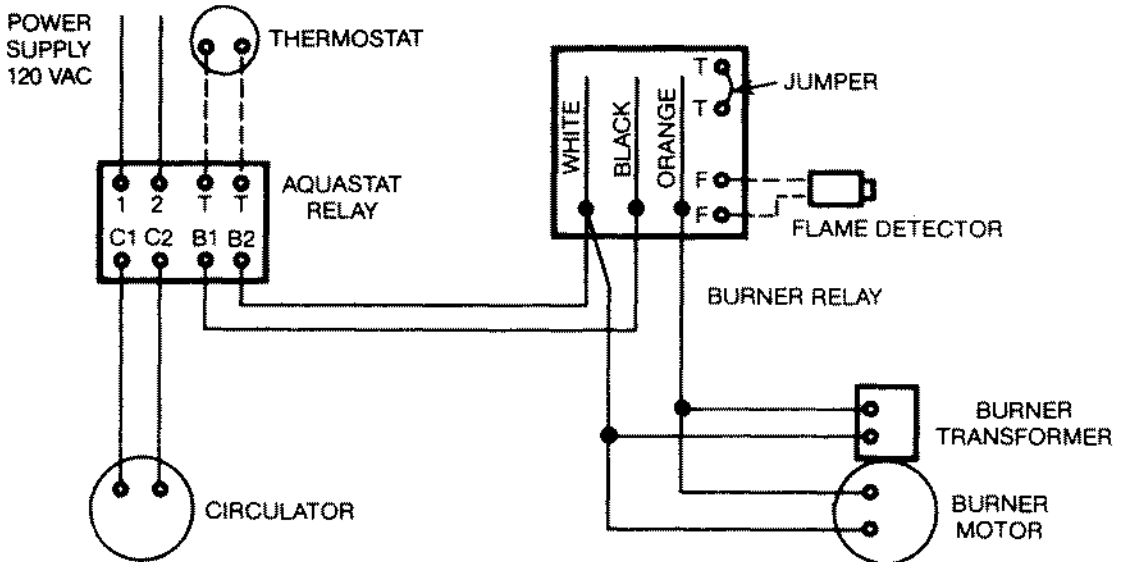 POWER
SUPPLY
120 VAC
THERMOSTAT
1 2 T T
C1 C2 B1 B2
AQUASTAT
RELAY
CIRCULATOR
WHITE
BLACK
ORANGE
T
T
JUMPER
F
F
FLAME DETECTOR
BURNER RELAY
BURNER
TRANSFORMER
BURNER
MOTOR